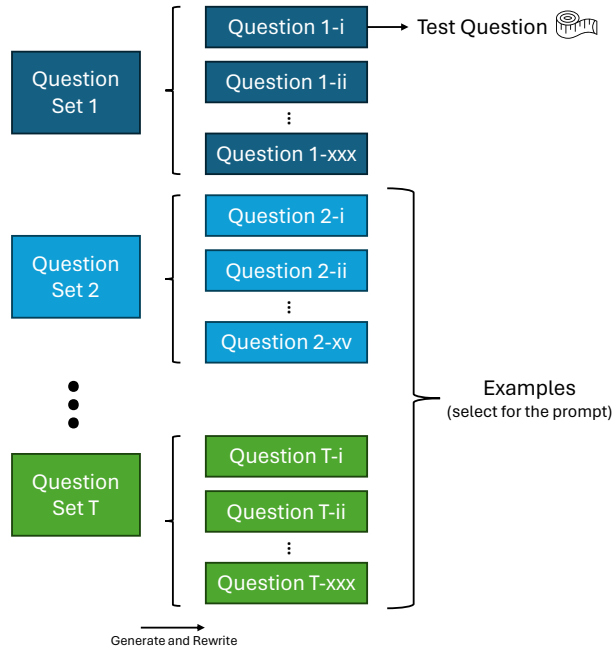 Question Set 1
Question 1-i
Test Question
Question 1-ii
Question 1-xxx
Question Set 2
Question 2-i
Question 2-ii
Question 2-xv
Examples
(select for the prompt)
Question Set T
Question T-i
Question T-ii
Question T-xxx
Generate and Rewrite